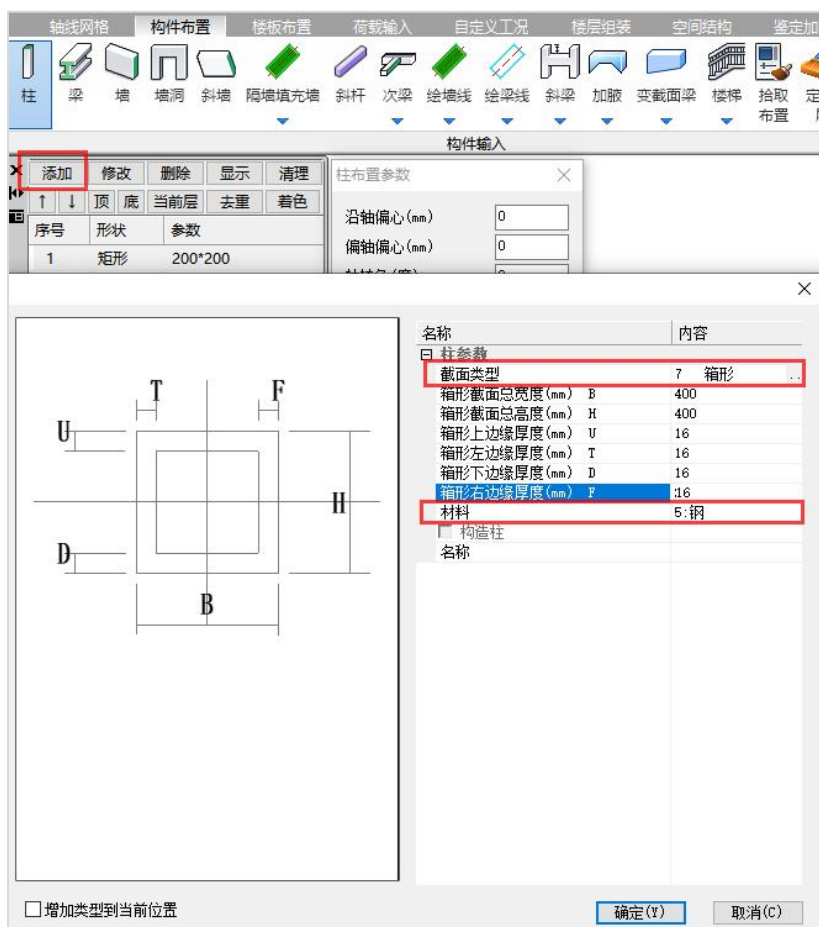 轴线网格 构件布置 楼板布置 荷载输入 自定义工况 楼层组装 空间结构 鉴定加
柱 梁 墙 墙洞 斜墙 隔墙填充墙 斜杆 次梁 绘墙线 绘梁线 斜梁 加腋 变截面梁 楼梯 拾取布置
构件输入
添加 修改 删除 显示 清理
↑ ↓ 顶 底 当前层 去重 着色
序号 形状 参数
1 矩形 200*200
柱布置参数
沿轴偏心(mm) 0
偏轴偏心(mm) 0
名称 内容
柱参数
截面类型 7 箱形 ..
箱形截面总宽度(mm) B 400
箱形截面总高度(mm) H 400
箱形上边缘厚度(mm) U 16
箱形左边缘厚度(mm) T 16
箱形下边缘厚度(mm) D 16
箱形右边缘厚度(mm) F 16
材料 5:钢
构造柱
名称
T F
U
H
D
B
增加类型到当前位置
确定(Y) 取消(C)